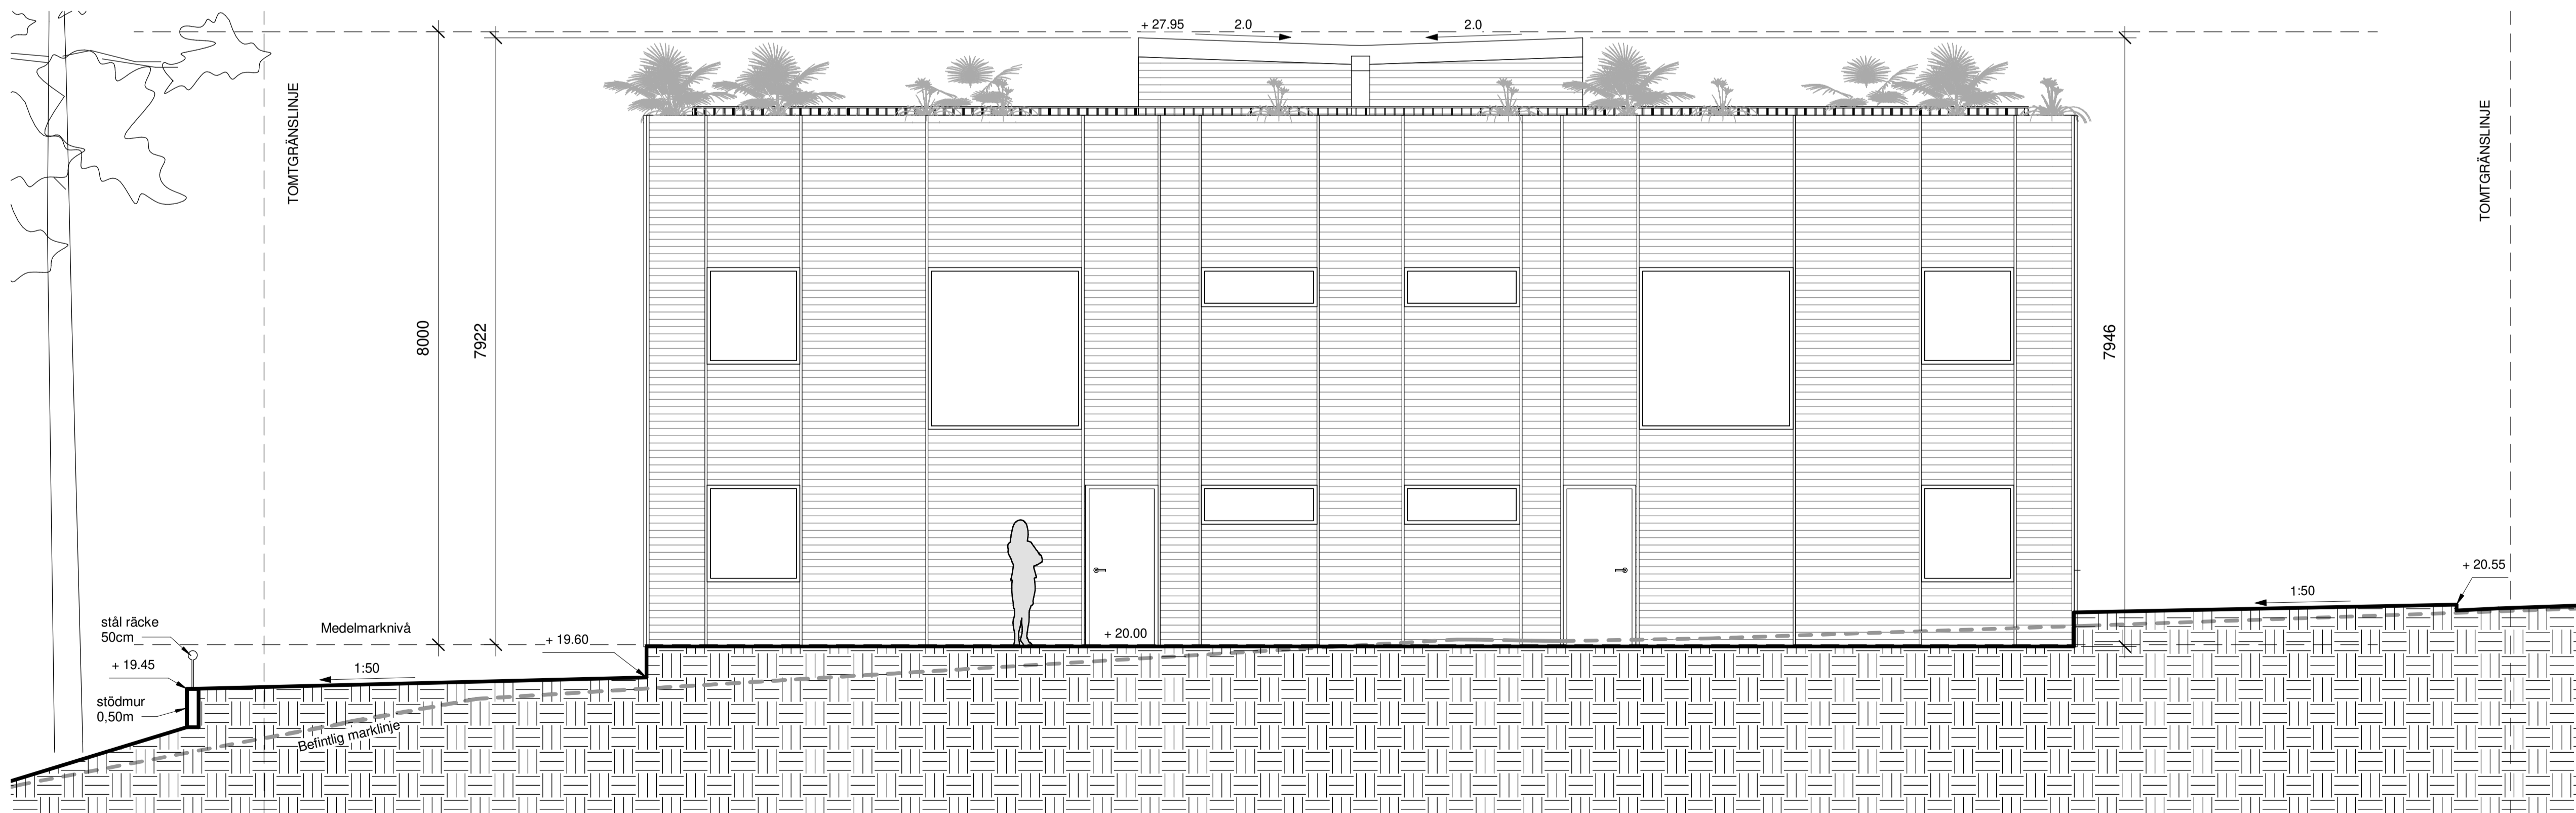 + 27.95
2.0
2.0
TOMTGRÄNSLINJE
TOMTGRÄNSLINJE
8000
7922
7946
+ 20.55
1:50
stål räcke
50cm
Medelmarknivå
+ 19.60
+ 20.00
+ 19.45
1:50
stödmur
0,50m
Befintlig marklinje